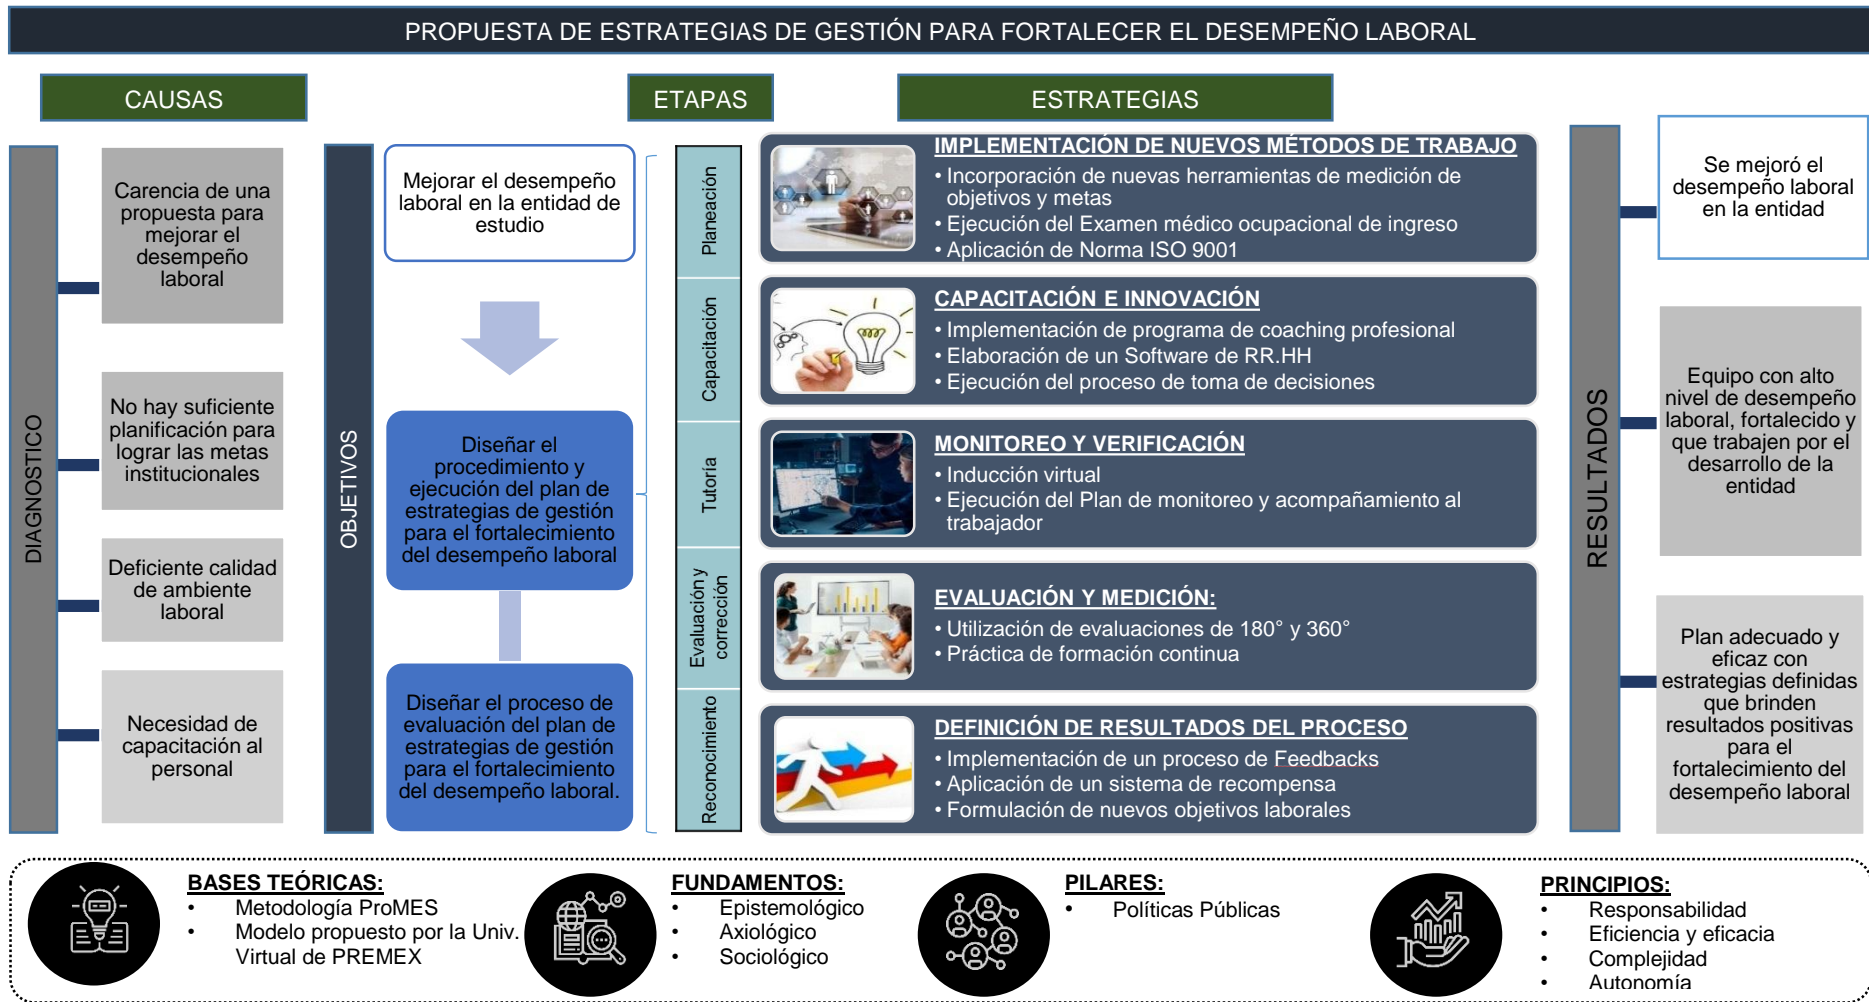 PROPUESTA DE ESTRATEGIAS DE GESTIÓN PARA FORTALECER EL DESEMPEÑO LABORAL
CAUSAS
ETAPAS
ESTRATEGIAS
DIAGNOSTICO
Carencia de una
propuesta para
mejorar el
desempeño
laboral
No hay suficiente
planificación para
lograr las metas
institucionales
Deficiente calidad
de ambiente
laboral
Necesidad de
capacitación al
personal
OBJETIVOS
Mejorar el desempeño
laboral en la entidad de
estudio
Diseñar el
procedimiento y
ejecución del plan de
estrategias de gestión
para el fortalecimiento
del desempeño laboral
Diseñar el proceso de
evaluación del plan de
estrategias de gestión
para el fortalecimiento
del desempeño laboral.
Planeación
Capacitación
Tutoría
Evaluación y
corrección
Reconocimiento
IMPLEMENTACIÓN DE NUEVOS MÉTODOS DE TRABAJO
• Incorporación de nuevas herramientas de medición de
objetivos y metas
• Ejecución del Examen médico ocupacional de ingreso
• Aplicación de Norma ISO 9001
CAPACITACIÓN E INNOVACIÓN
• Implementación de programa de coaching profesional
• Elaboración de un Software de RR.HH
• Ejecución del proceso de toma de decisiones
MONITOREO Y VERIFICACIÓN
• Inducción virtual
• Ejecución del Plan de monitoreo y acompañamiento al
trabajador
EVALUACIÓN Y MEDICIÓN:
• Utilización de evaluaciones de 180° y 360°
• Práctica de formación continua
DEFINICIÓN DE RESULTADOS DEL PROCESO
• Implementación de un proceso de Feedbacks
• Aplicación de un sistema de recompensa
• Formulación de nuevos objetivos laborales
RESULTADOS
Se mejoró el
desempeño laboral
en la entidad
Equipo con alto
nivel de desempeño
laboral, fortalecido y
que trabajen por el
desarrollo de la
entidad
Plan adecuado y
eficaz con
estrategias definidas
que brinden
resultados positivas
para el
fortalecimiento del
desempeño laboral
BASES TEÓRICAS:
• Metodología ProMES
• Modelo propuesto por la Univ.
Virtual de PREMEX
FUNDAMENTOS:
• Epistemológico
• Axiológico
• Sociológico
PILARES:
• Políticas Públicas
PRINCIPIOS:
• Responsabilidad
• Eficiencia y eficacia
• Complejidad
• Autonomía